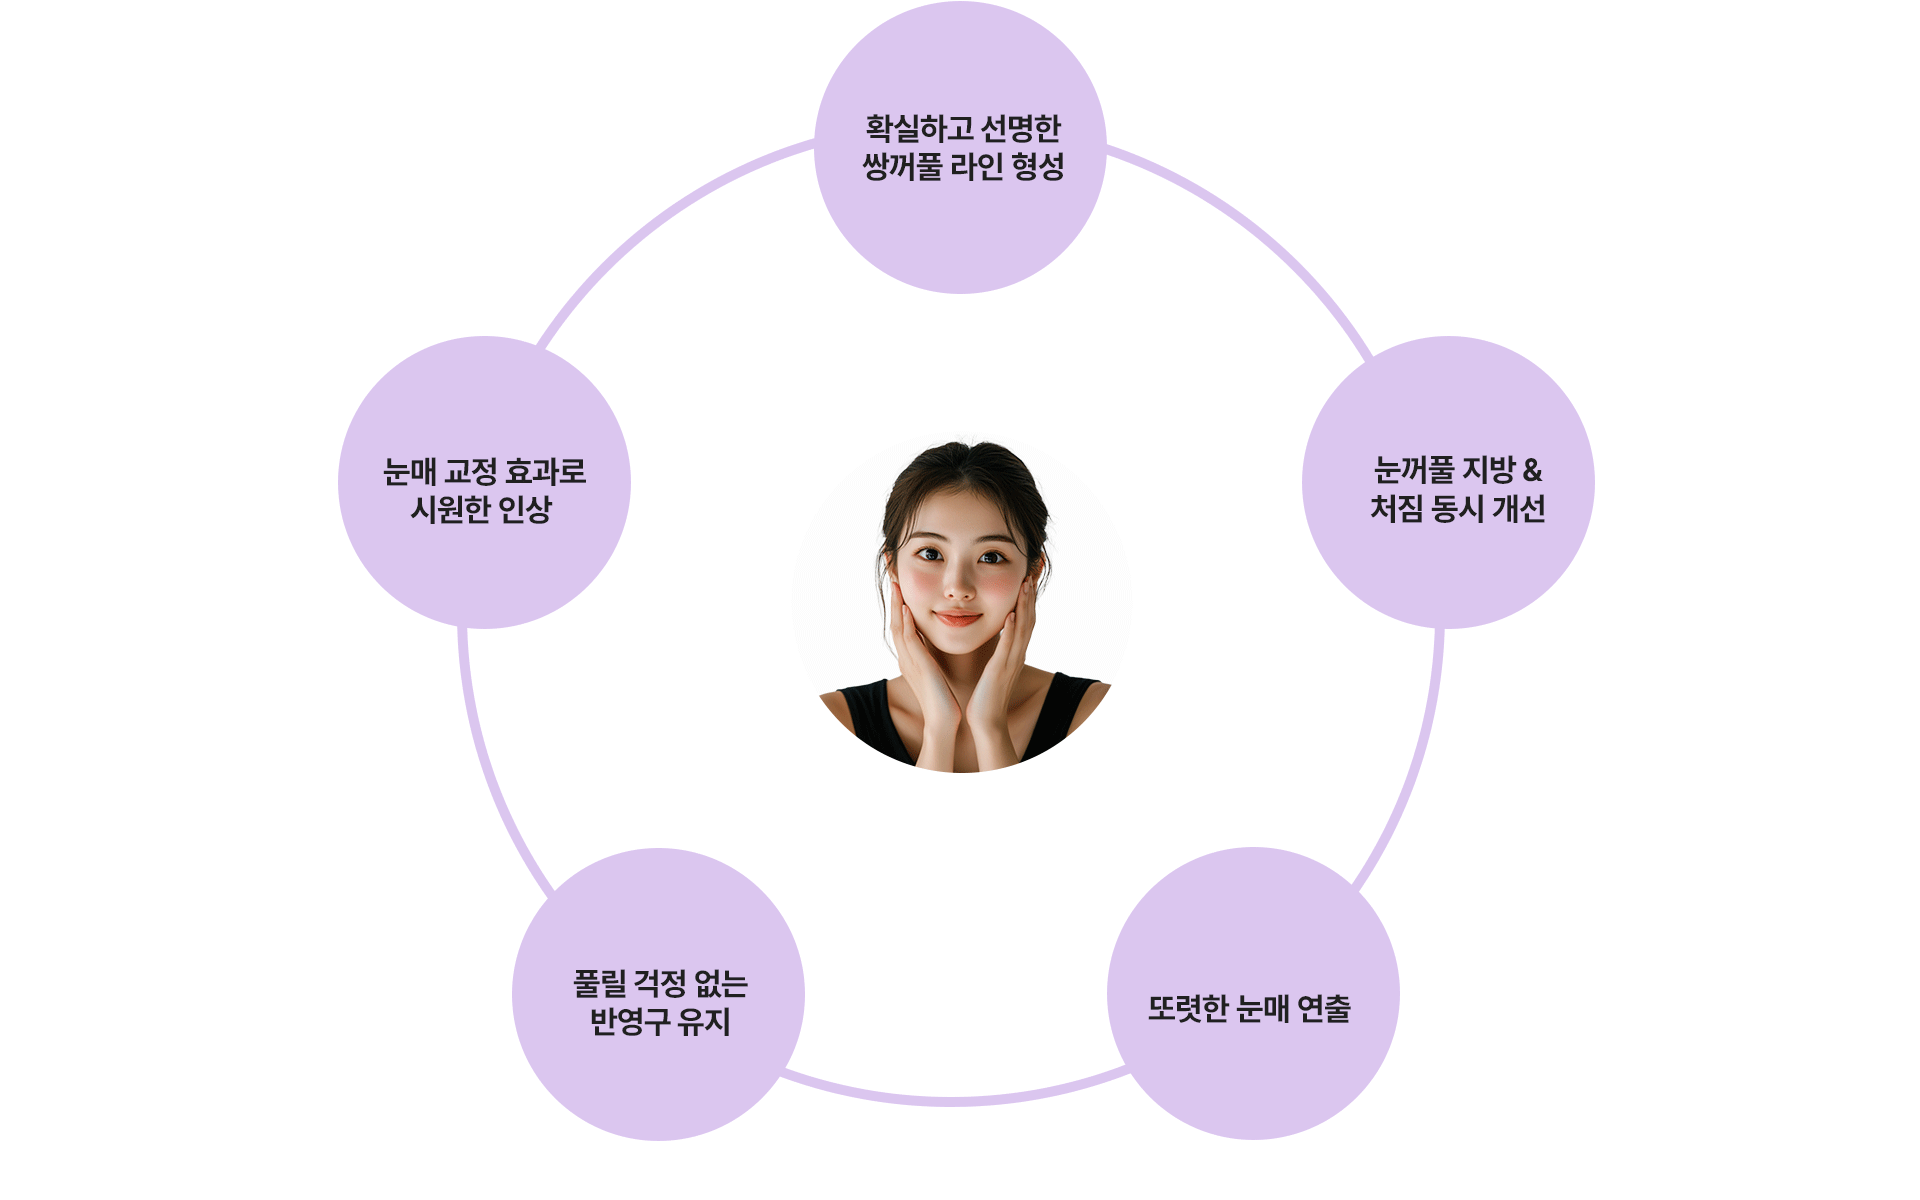 확실하고 선명한
쌍꺼풀 라인 형성
눈매 교정 효과로
시원한 인상
눈꺼풀 지방 &
처짐 동시 개선
풀릴 걱정 없는
반영구 유지
또렷한 눈매 연출